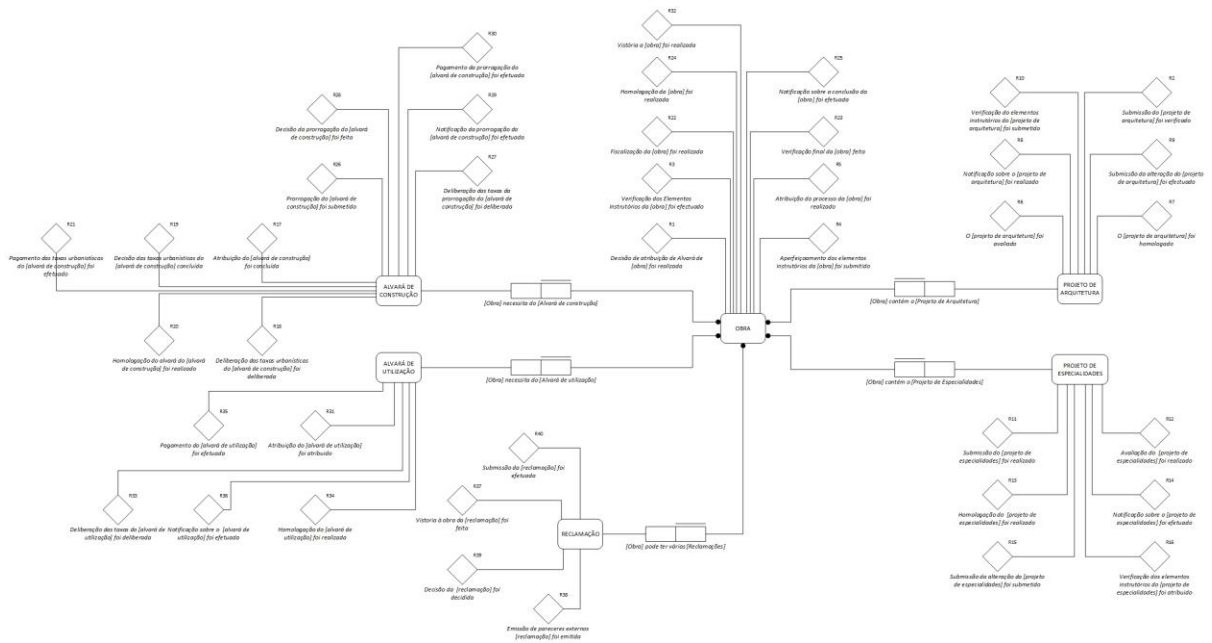 R32
Vistória a [obra] foi realizada
R24
Homologação da [obra] foi
realizada
R25
Notificação sobre a conclusão da
[obra] foi efetuada
R22
Fiscalização da [obra] foi realizada
R23
Verificação final da [obra] feita
R3
Verificação dos Elementos
Instrutórios da [obra] foi efectuada
R5
Atribuição do processo da [obra] foi
realizado
R1
Decisão de atribuição de Alvará de
[obra] foi realizada
R4
Aperfeiçoamento dos elementos
instrutórios da [obra] foi submitida
R30
Pagamento da prorrogação do
[alvará de construção] foi efetuada
R28
Decisão da prorrogação do [alvará
de construção] foi feita
R29
Notificação da prorrogação do
[alvará de construção] foi efetuada
R26
Prorrogação do [alvará de
construção] foi submetido
R27
Deliberação das taxas da
prorrogação do [alvará de
construção] foi deliberada
R21
Pagamento das taxas urbanísticas
do [alvará de construção] foi
efetuado
R19
Decisão das taxas urbanísticas do
[alvará de construção] concluída
R17
Atribuição do [alvará de construção]
foi concluída
ALVARÁ DE
CONSTRUÇÃO
R20
Homologação do alvará do [alvará
de construção] foi realizado
R18
Deliberação das taxas urbanísticas
do [alvará de construção] foi
deliberada
[Obra] necessita do [Alvará de construção]
OBRA
[Obra] contém o [Projeto de Arquitetura]
R10
Verificação do elementos
instrutórios do [projeto de
arquitetura] foi submetido
R2
Submissão do [projeto de
arquitetura] foi verificado
R8
Notificação sobre o [projeto de
arquitetura] foi realizado
R9
Submissão da alteração do [projeto
de arquitetura] foi efectuado
R6
O [projeto de arquitetura] foi
avaliado
R7
O [projeto de arquitetura] foi
homologado
PROJETO DE
ARQUITETURA
ALVARÁ DE
UTILIZAÇÃO
[Obra] necessita do [Alvará de utilização]
[Obra] contém o [Projeto de Especialidades]
PROJETO DE
ESPECIALIDADES
R35
Pagamento do [alvará de utilização]
foi efetuada
R31
Atribuição do [alvará de utilização]
foi atribuido
R33
Deliberação das taxas do [alvará de
utilização] foi deliberada
R36
Notificação sobre o [alvará de
utilização] foi efetuada
R34
Homologação do [alvará de
utilização] foi realizada
R40
Submissão da [reclamação] foi
efetuada
R37
Vistoria à obra da [reclamação] foi
feita
RECLAMAÇÃO
[Obra] pode ter várias [Reclamações]
R39
Decisão da [reclamação] foi
decidida
R38
Emissão de pareceres externos
[reclamação] foi emitida
R11
Submissão do [projeto de
especialidades] foi realizado
R12
Avaliação do [projeto de
especialidades] foi realizado
R13
Homologação do [projeto de
especialidades] foi realizado
R14
Notificação sobre o [projeto de
especialidades] foi efetuado
R15
Submissão da alteração do [projeto
de especialidades] foi submetido
R16
Verificação dos elementos
instrutórios do [projeto de
especialidades] foi atribuido